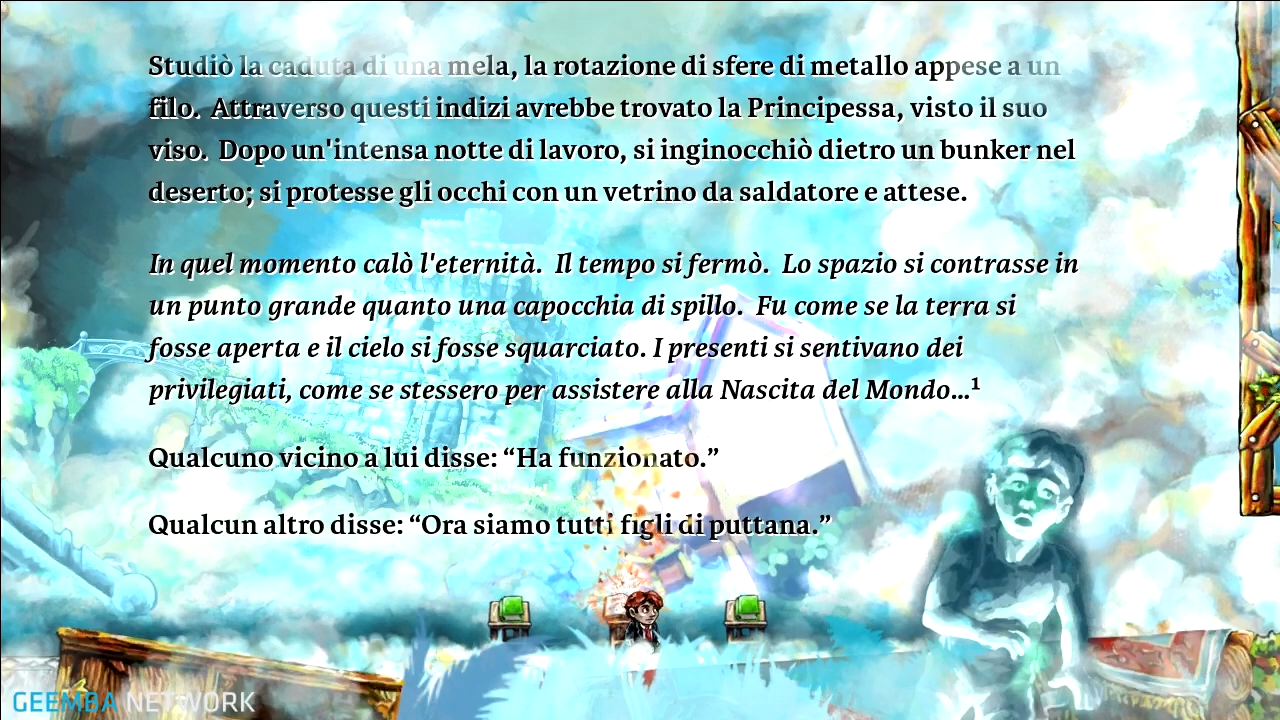 Studiò la caduta di una mela, la rotazione di sfere di metallo appese a un
filo.  Attraverso questi indizi avrebbe trovato la Principessa, visto il suo
viso.  Dopo un'intensa notte di lavoro, si inginocchiò dietro un bunker nel
deserto; si protesse gli occhi con un vetrino da saldatore e attese.
In quel momento calò l'eternità.  Il tempo si fermò.  Lo spazio si contrasse in
un punto grande quanto una capocchia di spillo.  Fu come se la terra si
fosse aperta e il cielo si fosse squarciato. I presenti si sentivano dei
privilegiati, come se stessero per assistere alla Nascita del Mondo...¹
Qualcuno vicino a lui disse: “Ha funzionato.”
Qualcun altro disse: “Ora siamo tutti figli di puttana.”
GEEMBA NETWORK